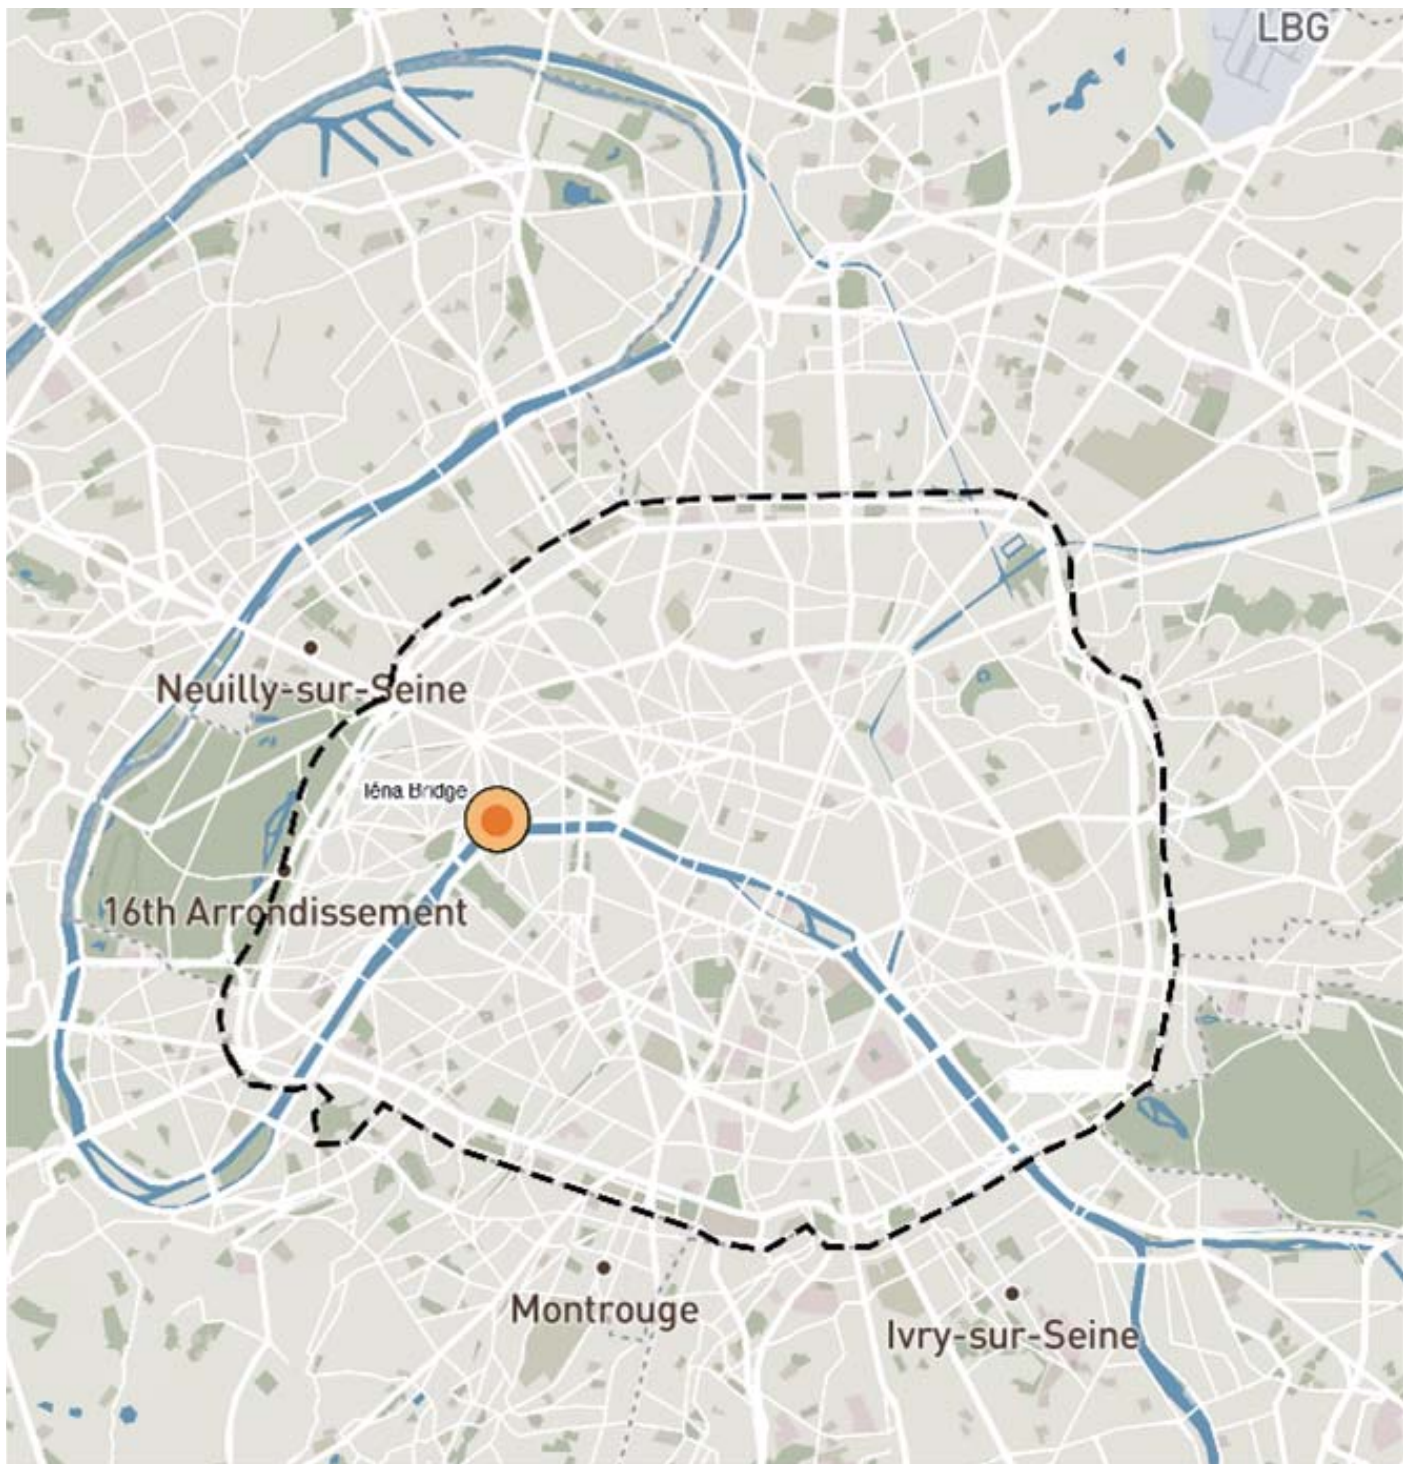 LBG
Neuilly-sur-Seine
Iéna Bridge
16th Arrondissement
Montrouge
Ivry-sur-Seine